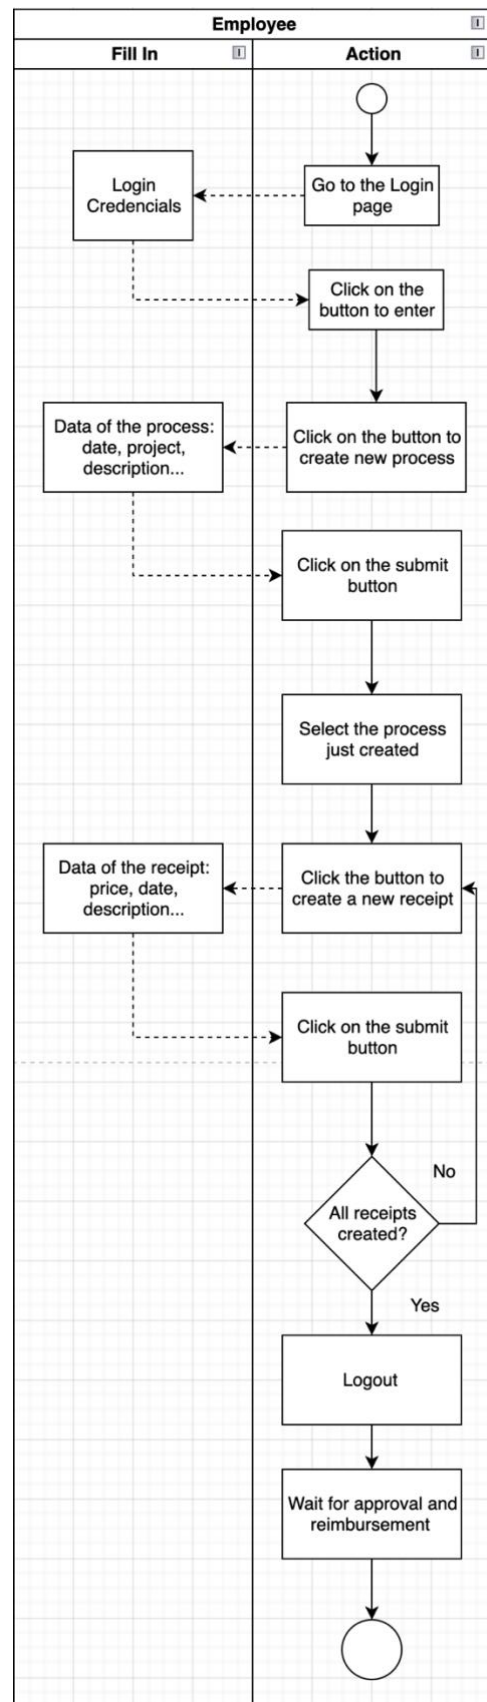 Employee
Fill In
Action
Login
Credencials
Go to the Login
page
Click on the
button to enter
Data of the process:
date, project,
description...
Click on the button to
create new process
Click on the submit
button
Select the process
just created
Data of the receipt:
price, date,
description...
Click the button to
create a new receipt
Click on the submit
button
No
All receipts
created?
Yes
Logout
Wait for approval and
reimbursement